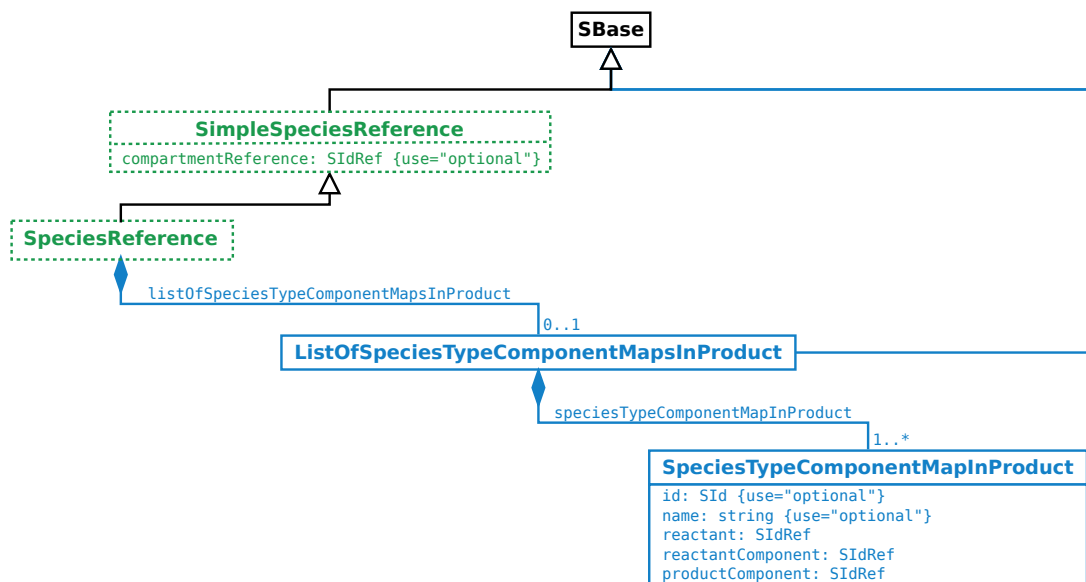 SBase
SimpleSpeciesReference
compartmentReference: SIdRef {use="optional"}
SpeciesReference
listOfSpeciesTypeComponentMapsInProduct
0..1
ListOfSpeciesTypeComponentMapsInProduct
speciesTypeComponentMapInProduct
1..*
SpeciesTypeComponentMapInProduct
id: SId {use="optional"}
name: string {use="optional"}
reactant: SIdRef
reactantComponent: SIdRef
productComponent: SIdRef